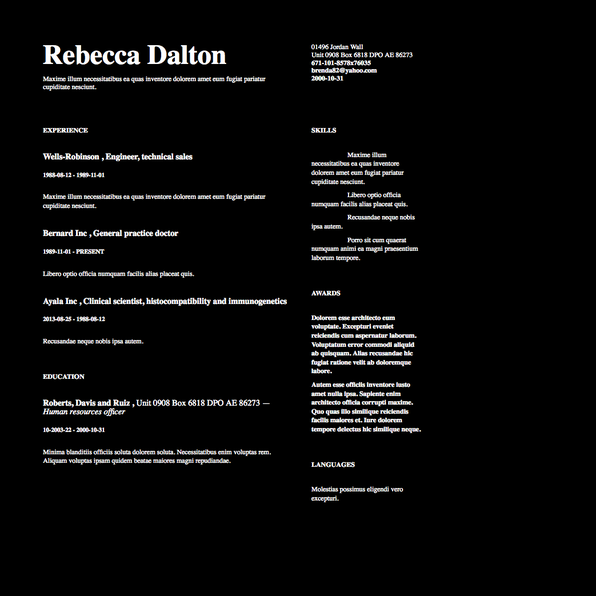 Rebecca Dalton
Maxime illum necessitatibus ea quas inventore dolorem amet eum fugiat pariatur
cupiditate nesciunt.
01496 Jordan Wall
Unit 0908 Box 6818 DPO AE 86273
671-101-8578x76035
brenda82@yahoo.com
2000-10-31
EXPERIENCE
Wells-Robinson , Engineer, technical sales
1988-08-12 - 1989-11-01
Maxime illum necessitatibus ea quas inventore dolorem amet eum fugiat pariatur
cupiditate nesciunt.
Bernard Inc , General practice doctor
1989-11-01 - PRESENT
Libero optio officia numquam facilis alias placeat quis.
Ayala Inc , Clinical scientist, histocompatibility and immunogenetics
2013-08-25 - 1988-08-12
Recusandae neque nobis ipsa autem.
EDUCATION
Roberts, Davis and Ruiz , Unit 0908 Box 6818 DPO AE 86273 —
Human resources officer
10-2003-22 - 2000-10-31
Minima blanditiis officiis soluta dolorem soluta. Necessitatibus enim voluptas rem.
Aliquam voluptas ipsam quidem beatae maiores magni repudiandae.
SKILLS
Maxime illum
necessitatibus ea quas inventore
dolorem amet eum fugiat pariatur
cupiditate nesciunt.
Libero optio officia
numquam facilis alias placeat quis.
Recusandae neque nobis
ipsa autem.
Porro sit cum quaerat
numquam animi ea magni praesentium
laborum tempore.
AWARDS
Dolorem esse architecto eum
voluptate. Excepturi eveniet
reiciendis cum aspernatur laborum.
Voluptatum error commodi aliquid
ab quisquam. Alias recusandae hic
fugiat ratione velit ab doloremque
labore.
Autem esse officiis inventore iusto
amet nulla ipsa. Sapiente enim
architecto officia corrupti maxime.
Quo quas illo similique reiciendis
facilis maiores et. Iure dolorem
tempore delectus hic similique neque.
LANGUAGES
Molestias possimus eligendi vero
excepturi.